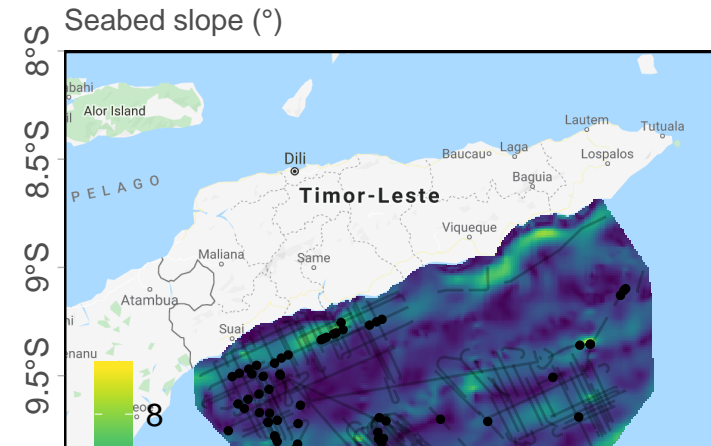 Seabed slope (°)
8°S
8.5°S
9°S
9.5°S
Alor Island
PELAGO
Dili
Timor-Leste
Lautem
Tutuala
Baucau
Laga
Lospalos
Baguia
Viqueque
Maliana
Same
Atambua
Suai
8